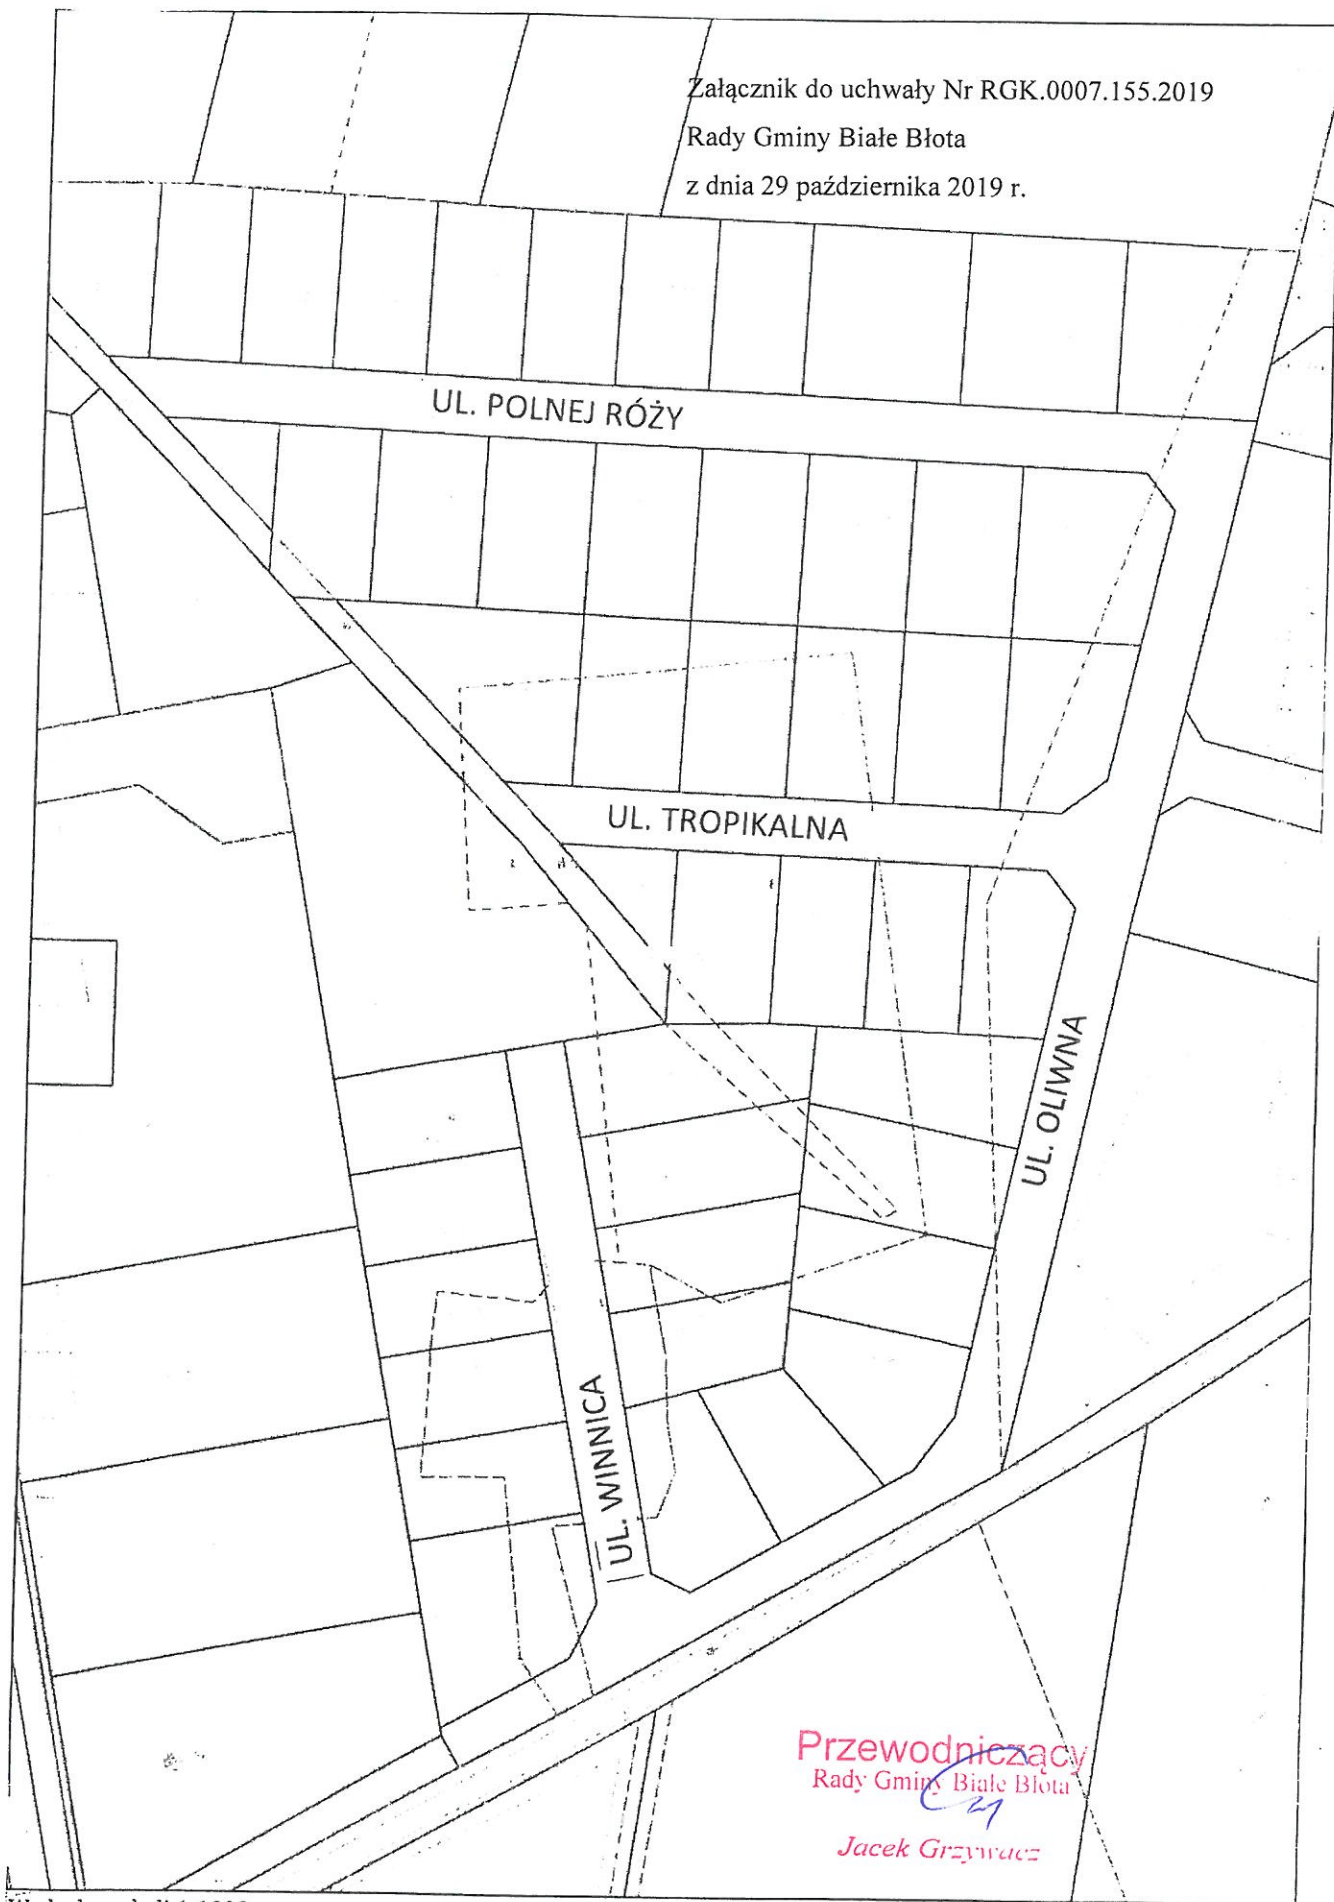 Załącznik do uchwały Nr RGK.0007.155.2019
Rady Gminy Białe Błota
z dnia 29 października 2019 r.
UL. POLNEJ RÓŻY
UL. TROPIKALNA
UL. OLIWNA
UL. WINNICA
Przewodniczący
Rady Gminy Białe Błota
Jacek Grzywacz